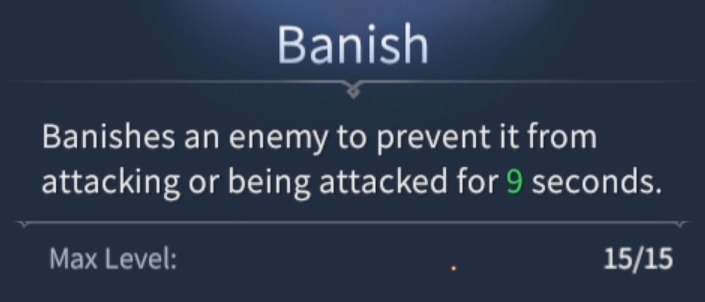 Banish
Banishes an enemy to prevent it from
attacking or being attacked for 9 seconds.
Max Level: 15/15